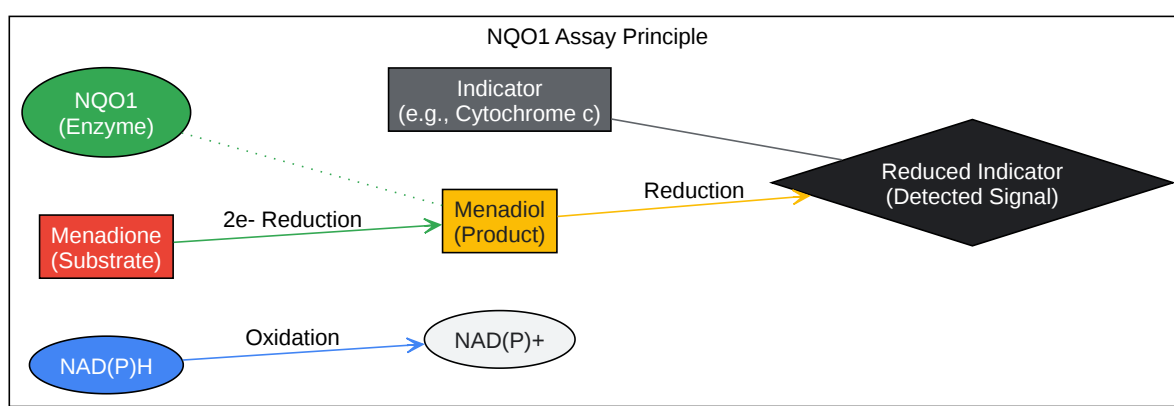 NQO1 Assay Principle
NQO1
(Enzyme)
Indicator
(e.g., Cytochrome c)
Reduced Indicator
(Detected Signal)
Menadione
(Substrate)
2e- Reduction
Menadiol
(Product)
Reduction
NAD(P)H
Oxidation
NAD(P)+